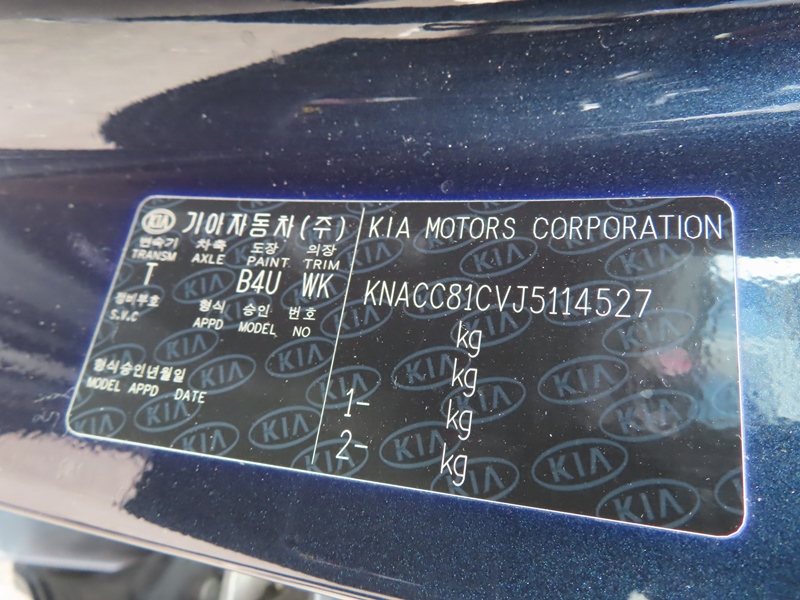 KIA 기아자동차(주)
변속기 차축 도장 의장
TRANSM AXLE PAINT TRIM
T B4U WK
정비부호 형식 승인 번호
S.V.C APPD MODEL NO
형식승인년월일
MODEL APPD DATE
KIA MOTORS CORPORATION
KNACC81CVJ5114527
kg
kg
1- kg
2- kg